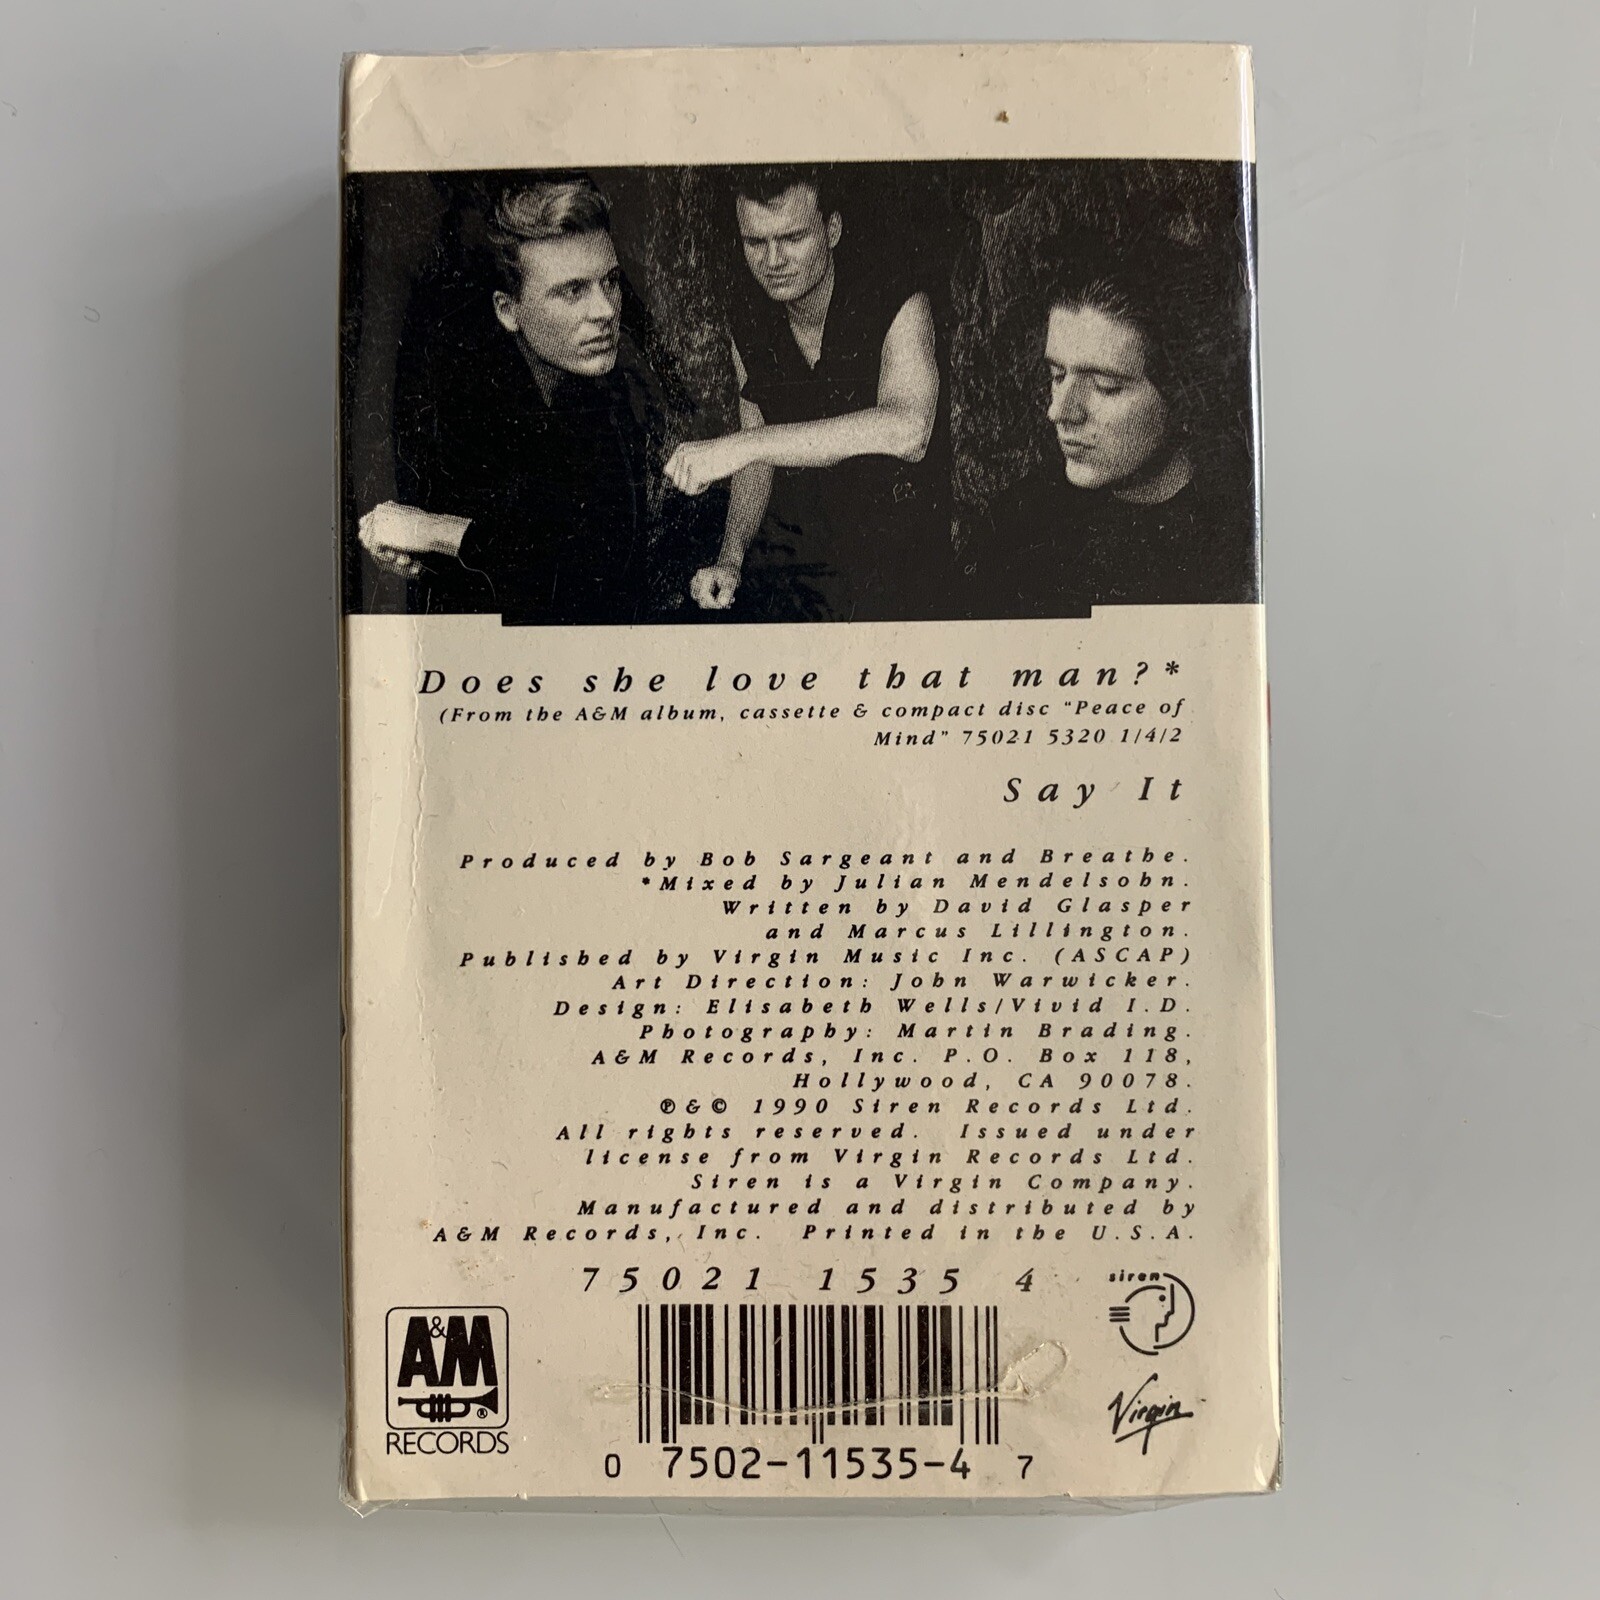 Does she love that man?*
(From the A&M album, cassette & compact disc "Peace of
Mind" 75021 5320 1/4/2
Say It
Produced by Bob Sargeant and Breathe.
*Mixed by Julian Mendelsohn.
Written by David Glasper
and Marcus Lillington.
Published by Virgin Music Inc. (ASCAP)
Art Direction: John Warwicker.
Design: Elisabeth Wells/Vivid I.D.
Photography: Martin Brading.
A&M Records, Inc. P.O. Box 118,
Hollywood, CA 90078.
℗&© 1990 Siren Records Ltd.
All rights reserved. Issued under
license from Virgin Records Ltd.
Siren is a Virgin Company.
Manufactured and distributed by
A&M Records, Inc. Printed in the U.S.A.
75021 1535 4
siren
A&M
®
RECORDS
Virgin
0 7502-11535-4 7